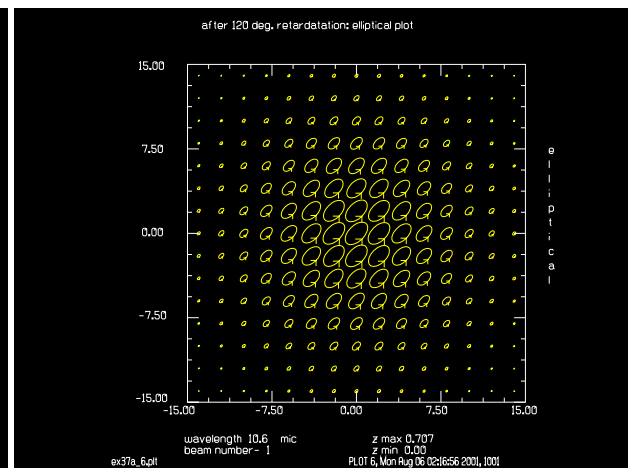 after 120 deg. retardatation: elliptical plot
15.00
7.50
0.00
-7.50
-15.00
-15.00
-7.50
0.00
7.50
15.00
elliptical
wavelength 10.6 mic
z max 0.707
beam number- 1
z min 0.00
ex37a_6.plt
PLOT 6, Mon Aug 06 02:16:56 2001, 1001